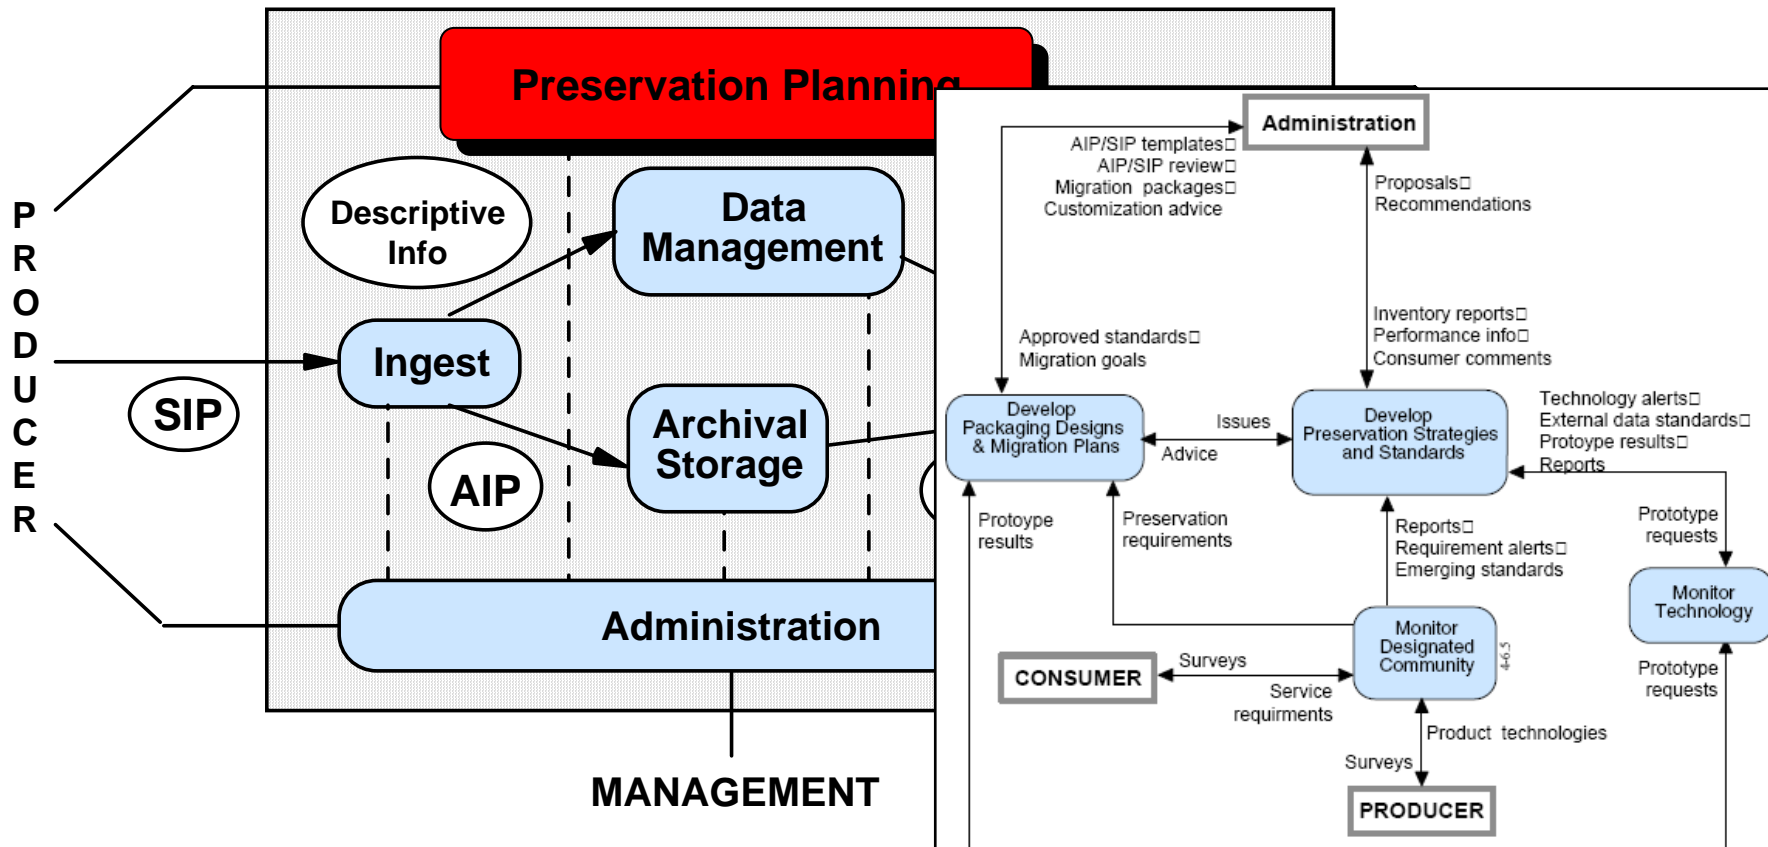 Preservation Planning
P
R
O
D
U
C
E
R
Descriptive
Info
Data
Management
Ingest
SIP
Archival
Storage
AIP
Administration
MANAGEMENT
Administration
AIP/SIP templates□
AIP/SIP review□
Migration packages□
Customization advice
Proposals□
Recommendations
Approved standards□
Migration goals
Inventory reports□
Performance info□
Consumer comments
Develop
Packaging Designs
& Migration Plans
Issues
Advice
Develop
Preservation Strategies
and Standards
Technology alerts□
External data standards□
Protoype results□
Reports
Protoype
results
Preservation
requirements
Reports□
Requirement alerts□
Emerging standards
Prototype
requests
Monitor
Technology
Monitor
Designated
Community
4-6.5
CONSUMER
Surveys
Service
requirments
Prototype
requests
Product technologies
Surveys
PRODUCER